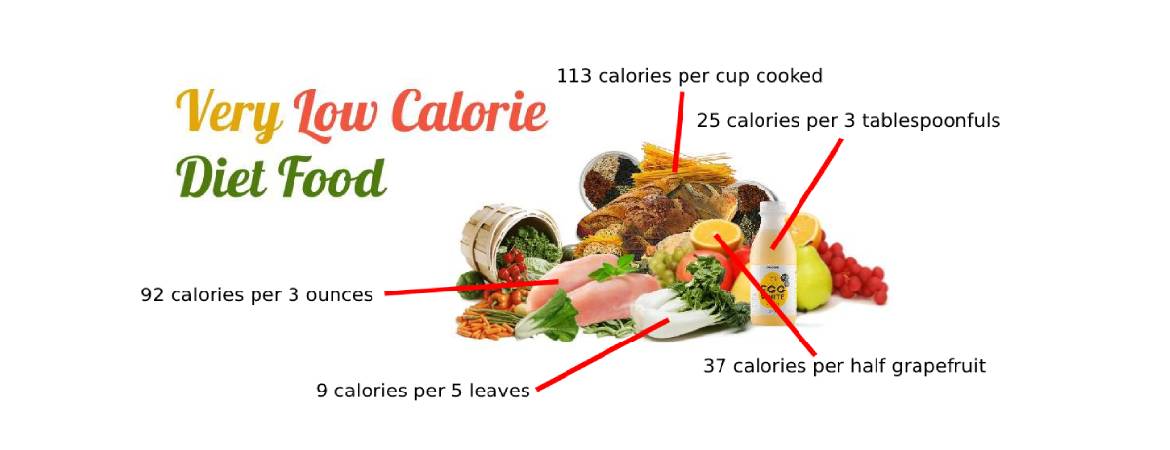 Very Low Calorie
Diet Food
113 calories per cup cooked
25 calories per 3 tablespoonfuls
92 calories per 3 ounces
37 calories per half grapefruit
9 calories per 5 leaves